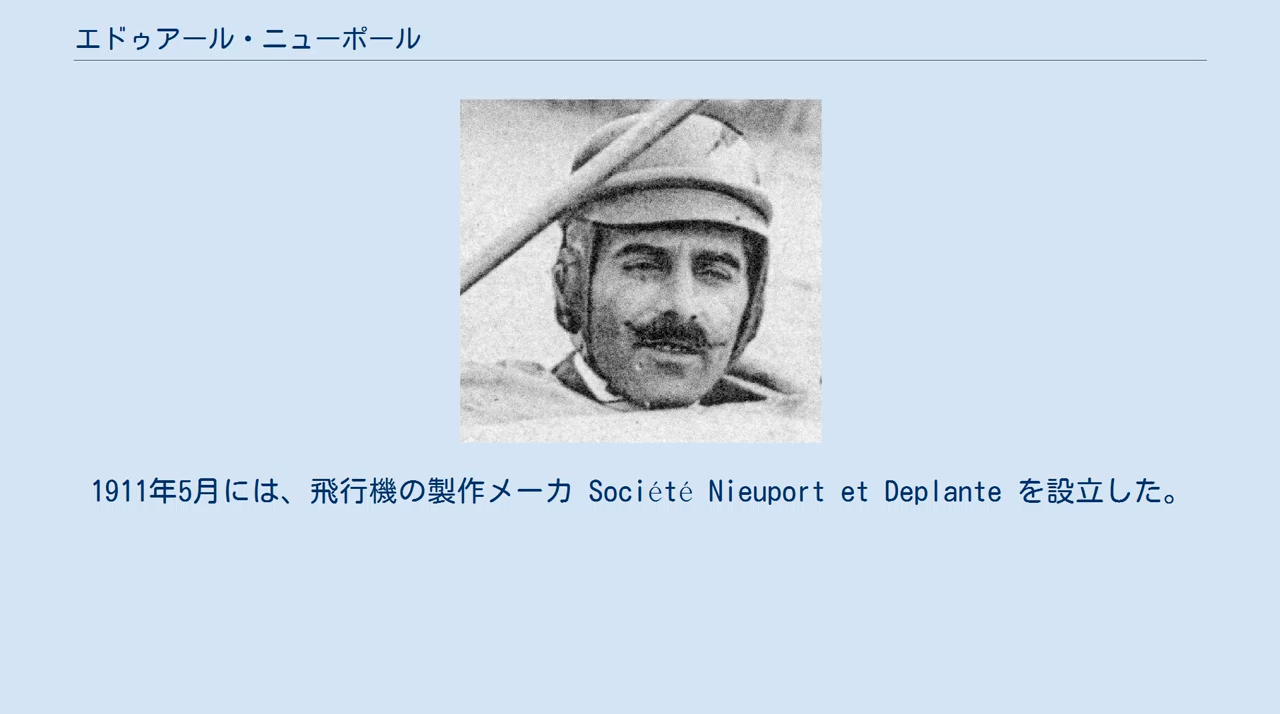 エドゥアール・ニューポール
1911年5月には、飛行機の製作メーカ Société Nieuport et Deplante を設立した。